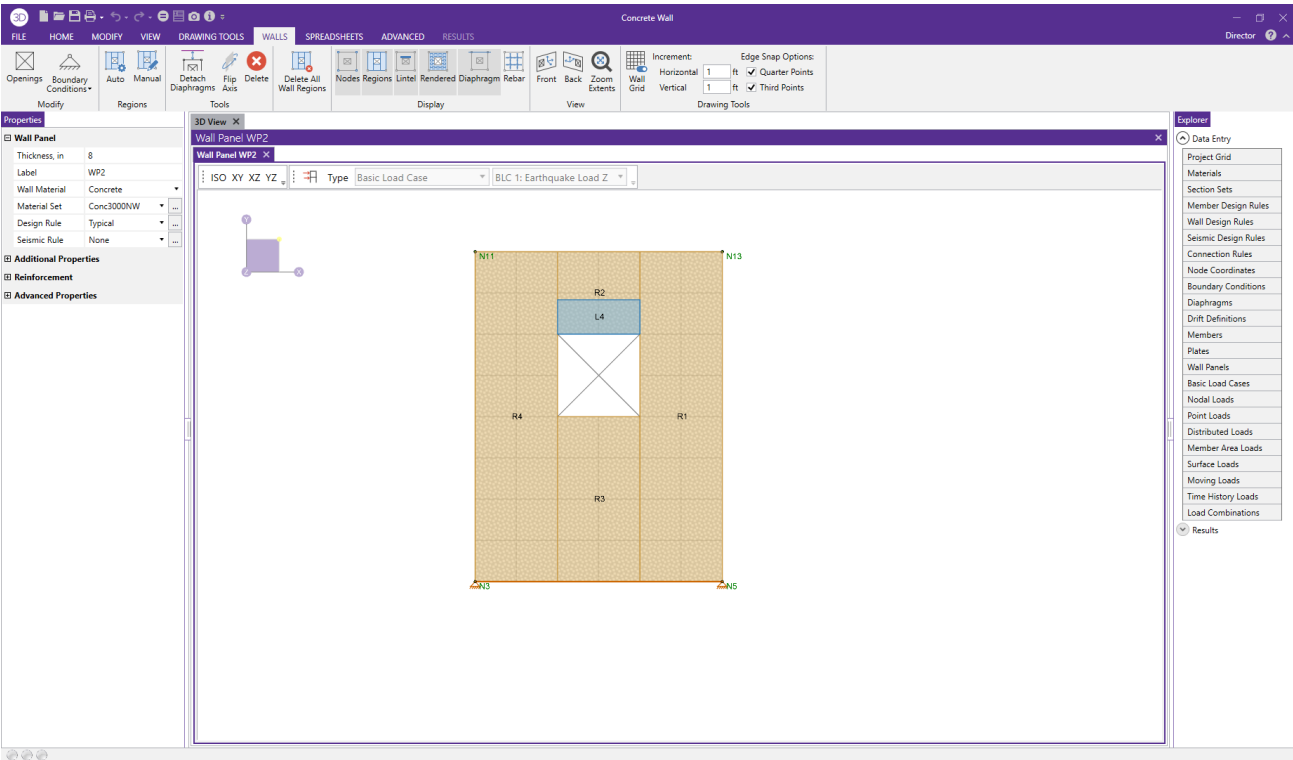 3D Concrete Wall
FILE HOME MODIFY VIEW DRAWING TOOLS WALLS SPREADSHEETS ADVANCED RESULTS Director ?
Openings Boundary Conditions Auto Manual Detach Diaphragms Flip Axis Delete Delete All Wall Regions Nodes Regions Lintel Rendered Diaphragm Rebar Front Back Zoom Extents Wall Grid
Increment: Edge Snap Options:
Horizontal 1 ft Quarter Points
Vertical 1 ft Third Points
Modify Regions Tools Display View Drawing Tools
Properties
Wall Panel
Thickness, in 8
Label WP2
Wall Material Concrete
Material Set Conc3000NW ...
Design Rule Typical ...
Seismic Rule None ...
Additional Properties
Reinforcement
Advanced Properties
3D View X
Wall Panel WP2
Wall Panel WP2 X
ISO XY XZ YZ Type Basic Load Case BLC 1: Earthquake Load Z
Y
Z X
N11 N13
R2
L4
R4 R1
R3
N3 N5
Explorer
Data Entry
Project Grid
Materials
Section Sets
Member Design Rules
Wall Design Rules
Seismic Design Rules
Connection Rules
Node Coordinates
Boundary Conditions
Diaphragms
Drift Definitions
Members
Plates
Wall Panels
Basic Load Cases
Nodal Loads
Point Loads
Distributed Loads
Member Area Loads
Surface Loads
Moving Loads
Time History Loads
Load Combinations
Results